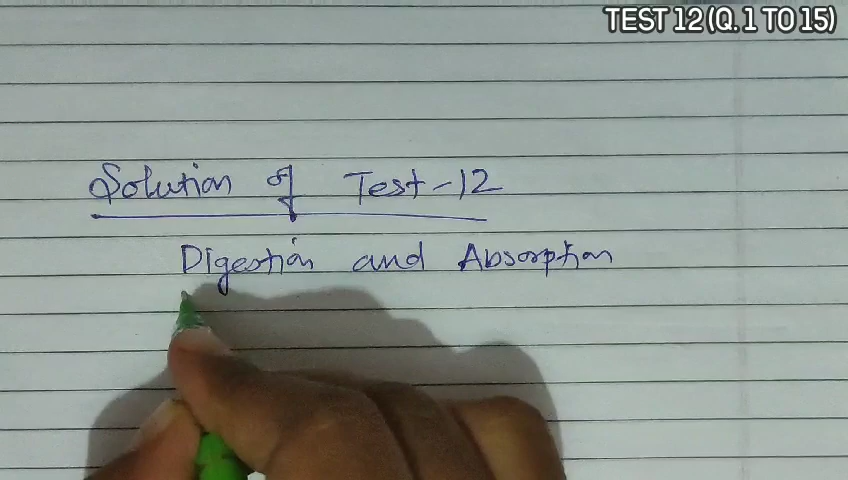 TEST 12 (Q. 1 TO 15)
Solution of Test-12
Digestion and Absorption